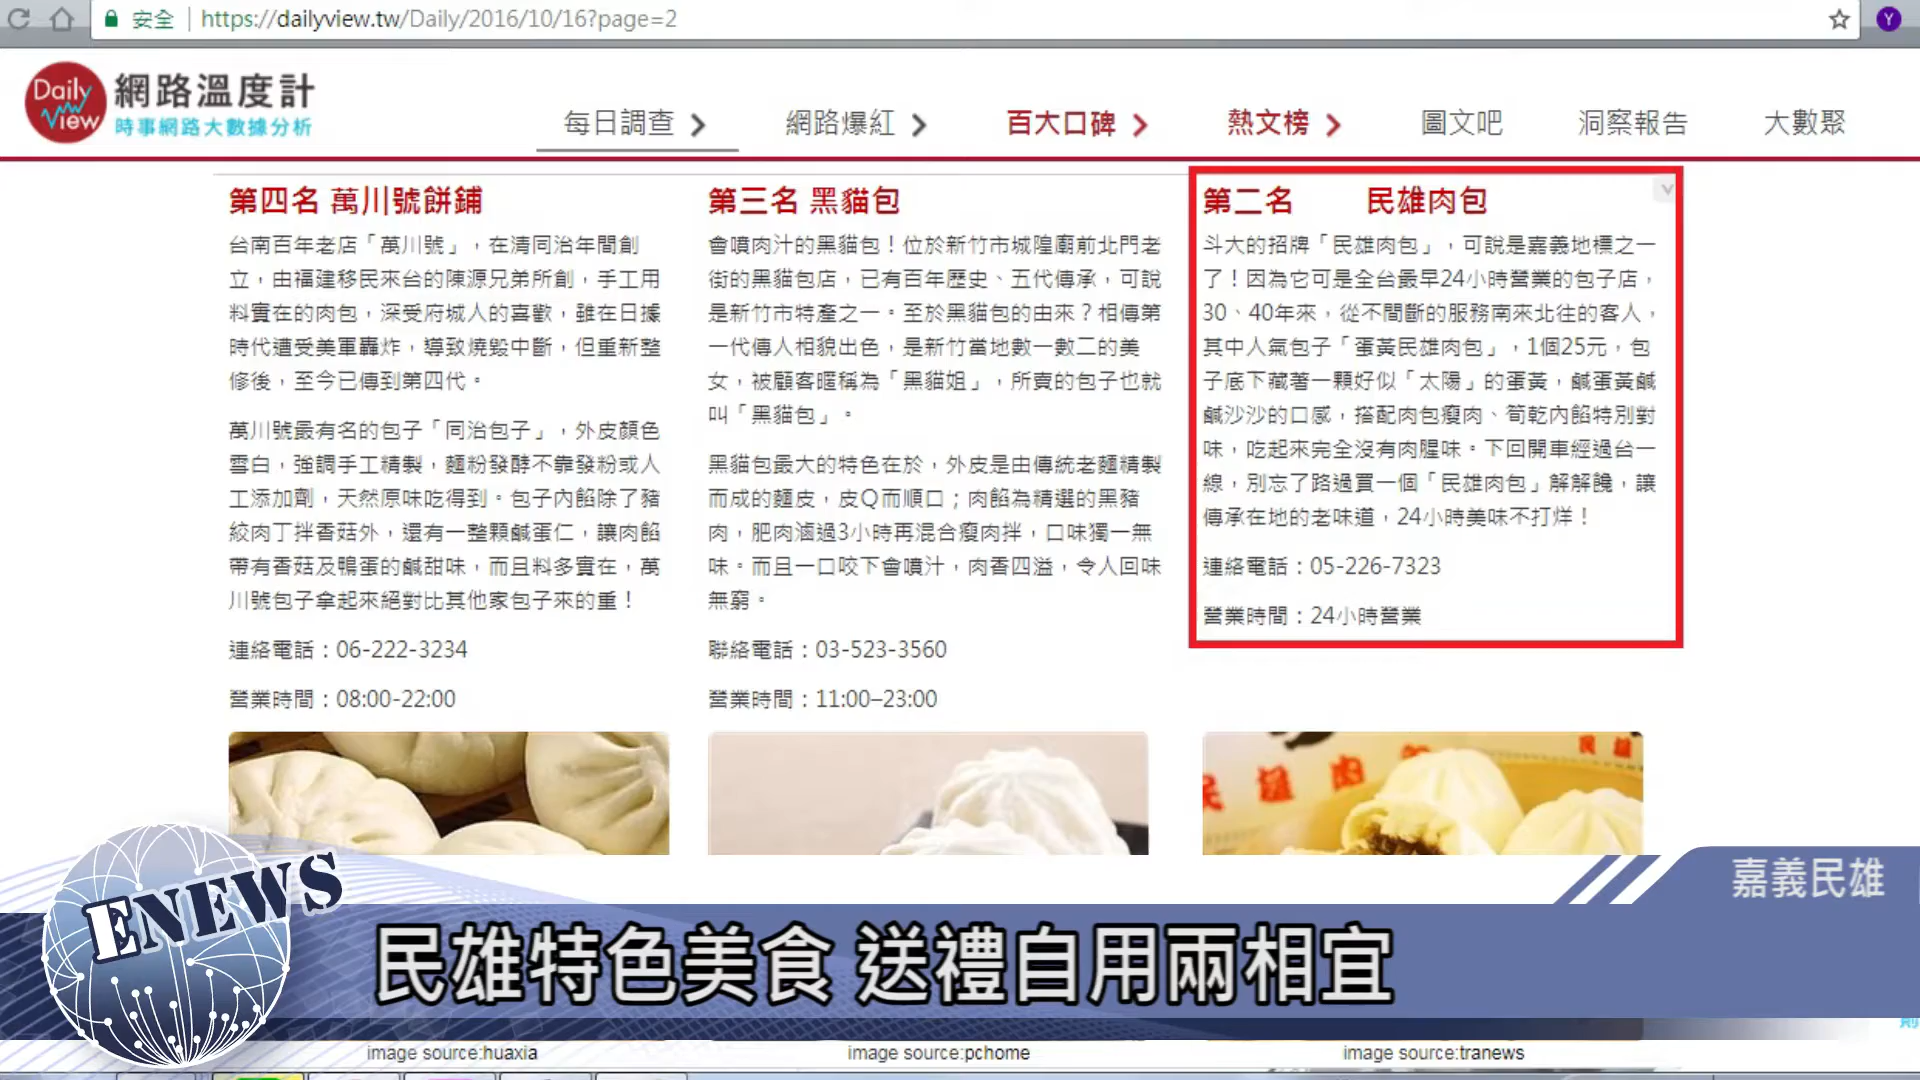 安全 | https://dailyview.tw/Daily/2016/10/16?page=2
Y
Daily View
網路溫度計
時事網路大數據分析
每日調查
網路爆紅
百大口碑
熱文榜
圖文吧
洞察報告
大數聚
第四名 萬川號餅鋪
台南百年老店「萬川號」，在清同治年間創
立，由福建移民來台的陳源兄弟所創，手工用
料實在的肉包，深受府城人的喜歡，雖在日據
時代遭受美軍轟炸，導致燒毀中斷，但重新整
修後，至今已傳到第四代。
萬川號最有名的包子「同治包子」，外皮顏色
雪白，強調手工精製，麵粉發酵不靠發粉或人
工添加劑，天然原味吃得到。包子內餡除了豬
絞肉丁拌香菇外，還有一整顆鹹蛋仁，讓肉餡
帶有香菇及鴨蛋的鹹甜味，而且料多實在，萬
川號包子拿起來絕對比其他家包子來的重！
連絡電話：06-222-3234
營業時間：08:00-22:00
第三名 黑貓包
會噴肉汁的黑貓包！位於新竹市城隍廟前北門老
街的黑貓包店，已有百年歷史、五代傳承，可說
是新竹市特產之一。至於黑貓包的由來？相傳第
一代傳人相貌出色，是新竹當地數一數二的美
女，被顧客暱稱為「黑貓姐」，所賣的包子也就
叫「黑貓包」。
黑貓包最大的特色在於，外皮是由傳統老麵精製
而成的麵皮，皮Q而順口；肉餡為精選的黑豬
肉，肥肉滷過3小時再混合瘦肉拌，口味獨一無
味。而且一口咬下會噴汁，肉香四溢，令人回味
無窮。
聯絡電話：03-523-3560
營業時間：11:00–23:00
第二名 民雄肉包
斗大的招牌「民雄肉包」，可說是嘉義地標之一
了！因為它可是全台最早24小時營業的包子店，
30、40年來，從不間斷的服務南來北往的客人，
其中人氣包子「蛋黃民雄肉包」，1個25元，包
子底下藏著一顆好似「太陽」的蛋黃，鹹蛋黃鹹
鹹沙沙的口感，搭配肉包瘦肉、筍乾內餡特別對
味，吃起來完全沒有肉腥味。下回開車經過台一
線，別忘了路過買一個「民雄肉包」解解饞，讓
傳承在地的老味道，24小時美味不打烊！
連絡電話：05-226-7323
營業時間：24小時營業
民雄肉
民雄
嘉義民雄
ENEWS
民雄特色美食 送禮自用兩相宜
image source:huaxia
image source:pchome
image source:tranews